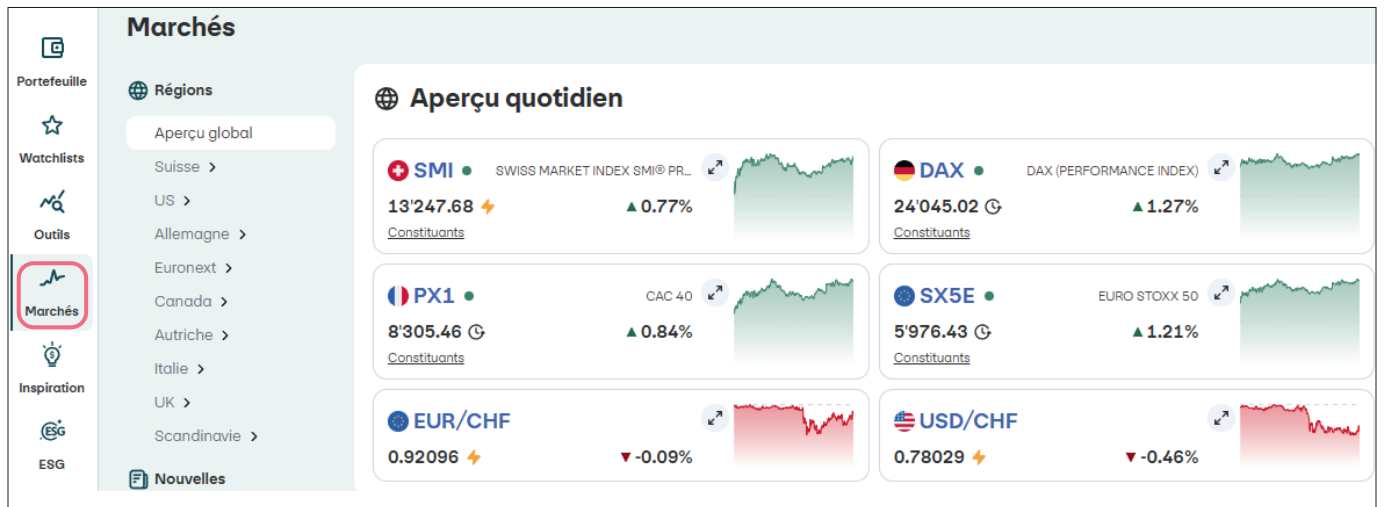 Marchés
Portefeuille
Watchlists
Outils
Marchés
Inspiration
ESG
ESG
Régions
Aperçu global
Suisse
US
Allemagne
Euronext
Canada
Autriche
Italie
UK
Scandinavie
Nouvelles
Aperçu quotidien
SMI SWISS MARKET INDEX SMI® PR...
13'247.68 0.77%
Constituants
DAX DAX (PERFORMANCE INDEX)
24'045.02 1.27%
Constituants
PX1 CAC 40
8'305.46 0.84%
Constituants
SX5E EURO STOXX 50
5'976.43 1.21%
Constituants
EUR/CHF
0.92096 -0.09%
USD/CHF
0.78029 -0.46%